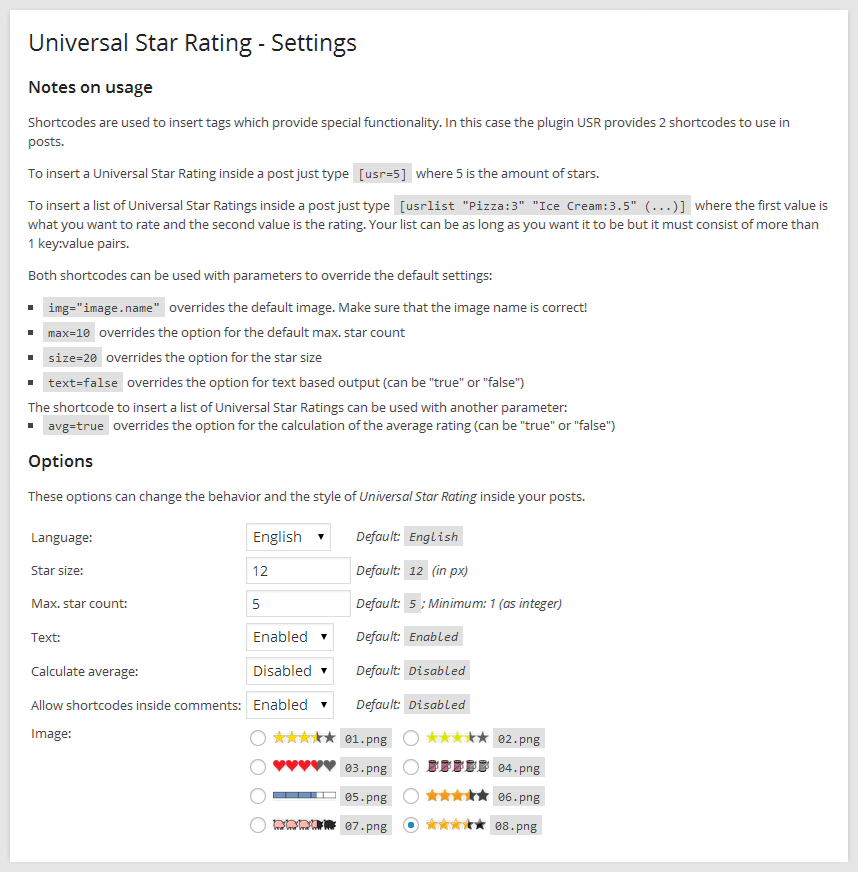 Universal Star Rating - Settings
Notes on usage
Shortcodes are used to insert tags which provide special functionality. In this case the plugin USR provides 2 shortcodes to use in
posts.
To insert a Universal Star Rating inside a post just type [usr=5] where 5 is the amount of stars.
To insert a list of Universal Star Ratings inside a post just type [usrlist "Pizza:3" "Ice Cream:3.5" (...)] where the first value is
what you want to rate and the second value is the rating. Your list can be as long as you want it to be but it must consist of more than
1 key:value pairs.
Both shortcodes can be used with parameters to override the default settings:
img="image.name" overrides the default image. Make sure that the image name is correct!
max=10 overrides the option for the default max. star count
size=20 overrides the option for the star size
text=false overrides the option for text based output (can be "true" or "false")
The shortcode to insert a list of Universal Star Ratings can be used with another parameter:
avg=true overrides the option for the calculation of the average rating (can be "true" or "false")
Options
These options can change the behavior and the style of Universal Star Rating inside your posts.
Language: English Default: English
Star size: 12 Default: 12 (in px)
Max. star count: 5 Default: 5 ; Minimum: 1 (as integer)
Text: Enabled Default: Enabled
Calculate average: Disabled Default: Disabled
Allow shortcodes inside comments: Enabled Default: Disabled
Image: 01.png 02.png
03.png 04.png
05.png 06.png
07.png 08.png